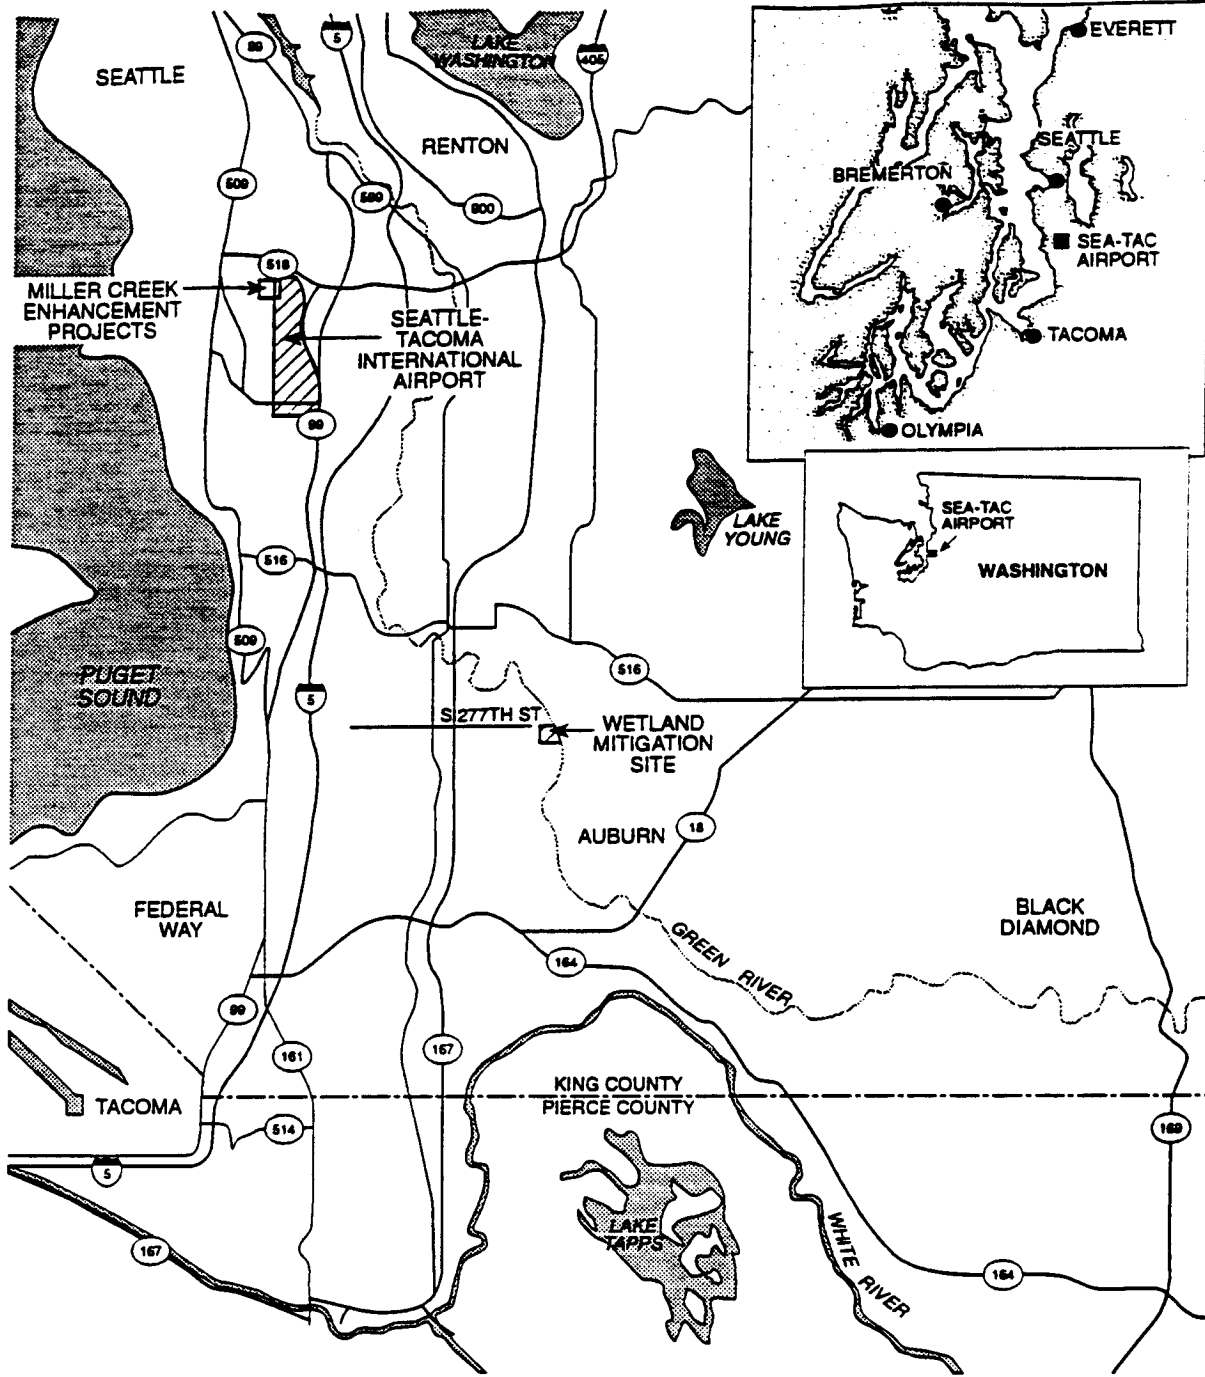 99
5
LAKE
WASHINGTON
405
EVERETT
SEATTLE
RENTON
SEATTLE
BREMERTON
509
599
900
SEA-TAC
AIRPORT
518
MILLER CREEK
ENHANCEMENT
PROJECTS
SEATTLE-
TACOMA
INTERNATIONAL
AIRPORT
TACOMA
99
OLYMPIA
LAKE
YOUNG
SEA-TAC
AIRPORT
WASHINGTON
516
509
516
PUGET
SOUND
5
S 277TH ST
WETLAND
MITIGATION
SITE
AUBURN
18
FEDERAL
WAY
BLACK
DIAMOND
GREEN RIVER
164
99
161
167
KING COUNTY
PIERCE COUNTY
TACOMA
514
169
5
LAKE
TAPPS
WHITE RIVER
167
164